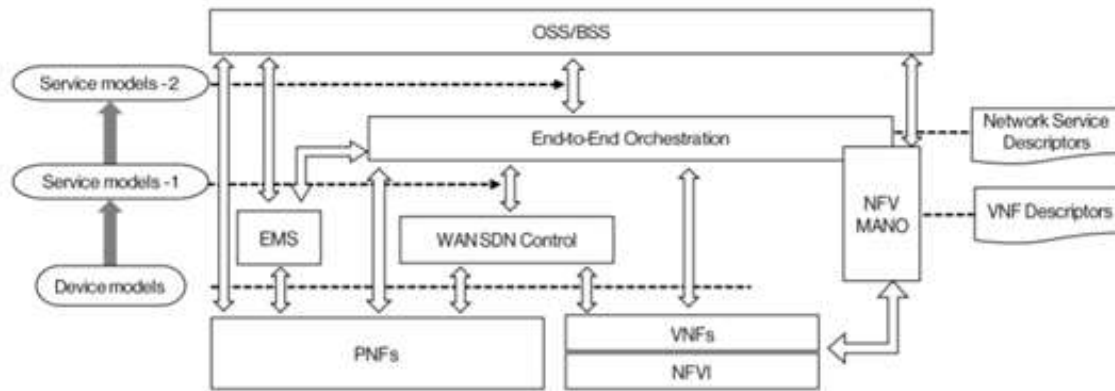 OSS/BSS
Service models -2
End-to-End Orchestration
Network Service
Descriptors
Service models -1
NFV
MANO
VNF Descriptors
EMS
WAN SDN Control
Device models
PNFs
VNFs
NFVI